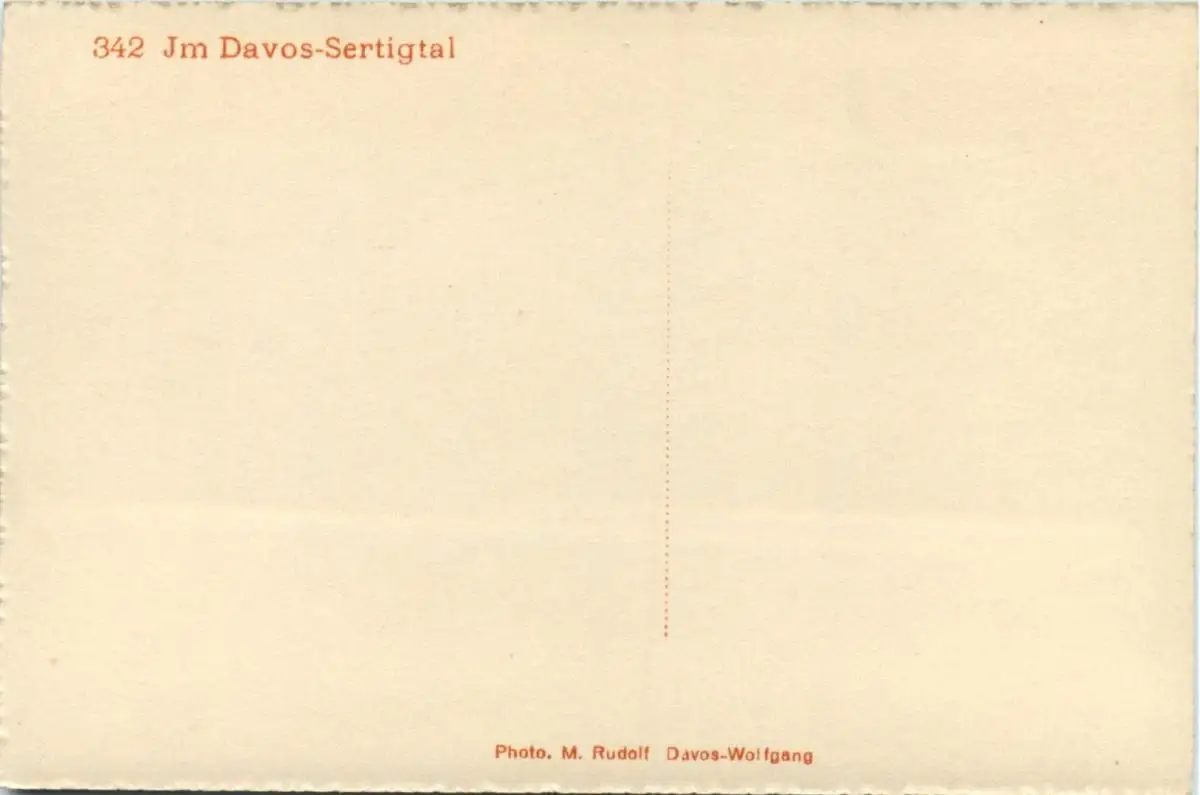 342 Jm Davos-Sertigtal
Photo. M. Rudolf Davos-Wolfgang